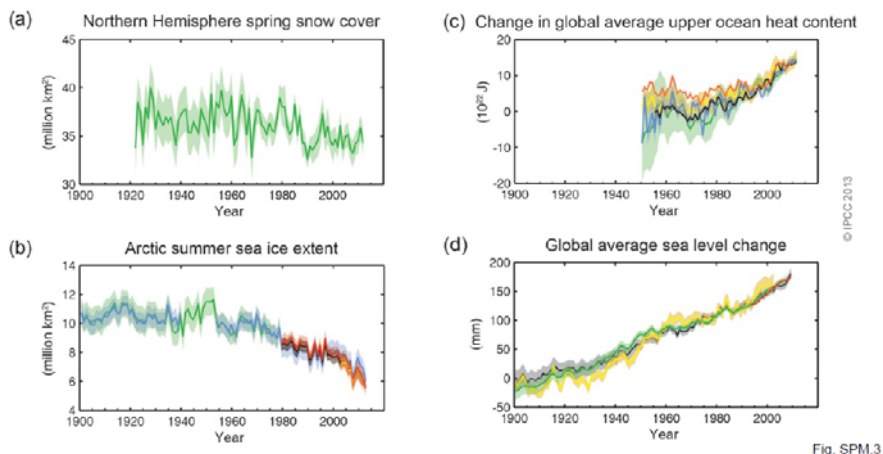 (a) Northern Hemisphere spring snow cover
45
40
35
30
(million km²)
1900 1920 1940 1960 1980 2000
Year
(b) Arctic summer sea ice extent
14
12
10
8
6
4
(million km²)
1900 1920 1940 1960 1980 2000
Year
(c) Change in global average upper ocean heat content
20
10
0
-10
-20
(10²² J)
1900 1920 1940 1960 1980 2000
Year
(d) Global average sea level change
200
150
100
50
0
-50
(mm)
1900 1920 1940 1960 1980 2000
Year
© IPCC 2013
Fig. SPM.3